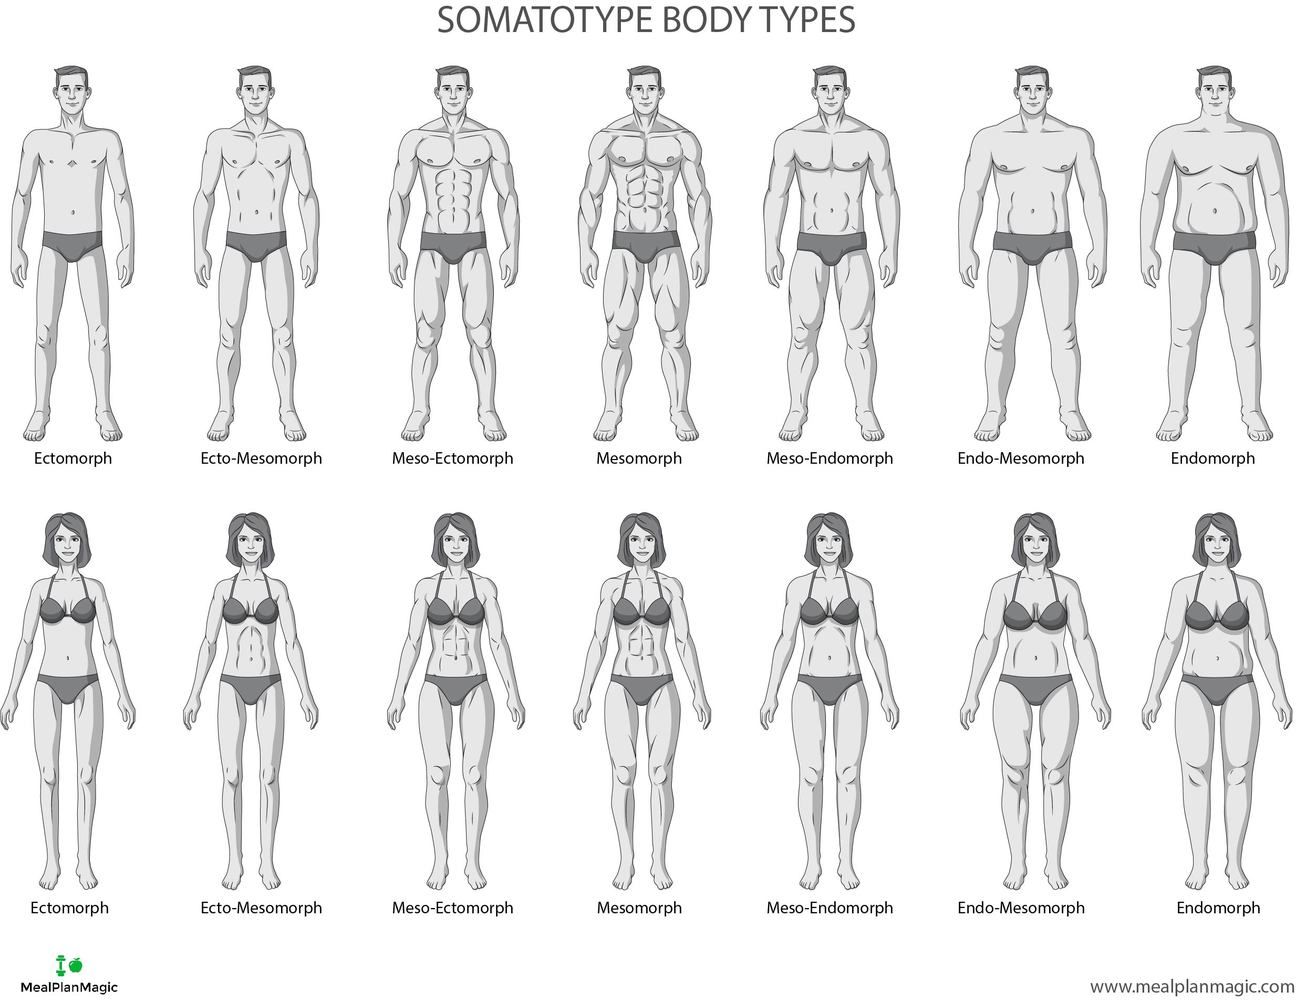 SOMATOTYPE BODY TYPES
Ectomorph
Ecto-Mesomorph
Meso-Ectomorph
Mesomorph
Meso-Endomorph
Endo-Mesomorph
Endomorph
Ectomorph
Ecto-Mesomorph
Meso-Ectomorph
Mesomorph
Meso-Endomorph
Endo-Mesomorph
Endomorph
MealPlanMagic
www.mealplanmagic.com